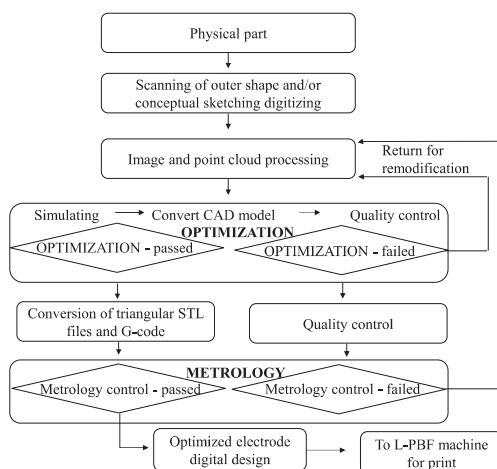 Physical part
Scanning of outer shape and/or
conceptual sketching digitizing
Return for
remodification
Image and point cloud processing
Simulating Convert CAD model Quality control
OPTIMIZATION
OPTIMIZATION - passed OPTIMIZATION - failed
Conversion of triangular STL
files and G-code
Quality control
METROLOGY
Metrology control - passed Metrology control - failed
Optimized electrode
digital design
To L-PBF machine
for print